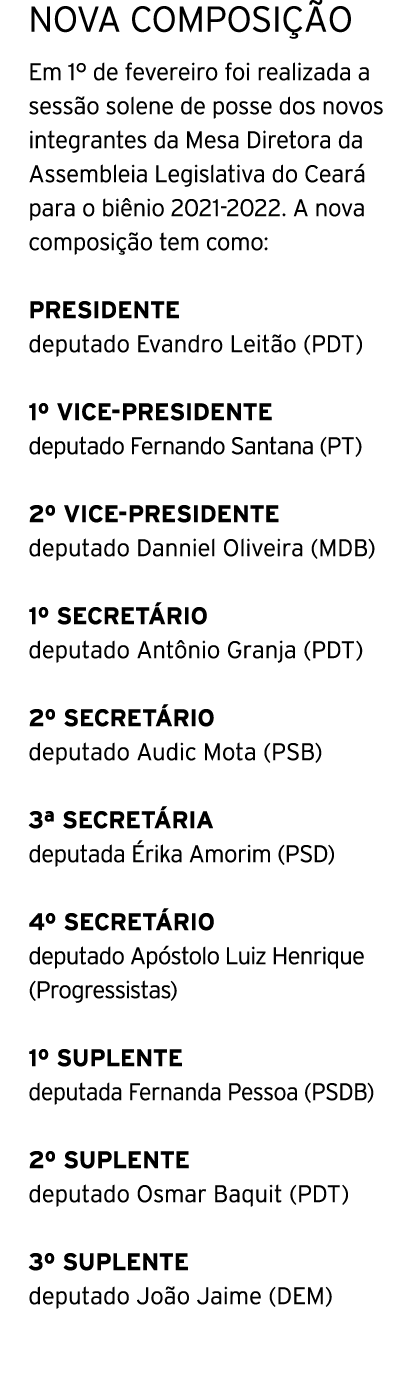 NOVA COMPOSIÇÃO
Em 1º de fevereiro foi realizada a
sessão solene de posse dos novos
integrantes da Mesa Diretora da
Assembleia Legislativa do Ceará
para o biênio 2021-2022. A nova
composição tem como:
PRESIDENTE
deputado Evandro Leitão (PDT)
1º VICE-PRESIDENTE
deputado Fernando Santana (PT)
2º VICE-PRESIDENTE
deputado Danniel Oliveira (MDB)
1º SECRETÁRIO
deputado Antônio Granja (PDT)
2º SECRETÁRIO
deputado Audic Mota (PSB)
3ª SECRETÁRIA
deputada Érika Amorim (PSD)
4º SECRETÁRIO
deputado Apóstolo Luiz Henrique
(Progressistas)
1º SUPLENTE
deputada Fernanda Pessoa (PSDB)
2º SUPLENTE
deputado Osmar Baquit (PDT)
3º SUPLENTE
deputado João Jaime (DEM)